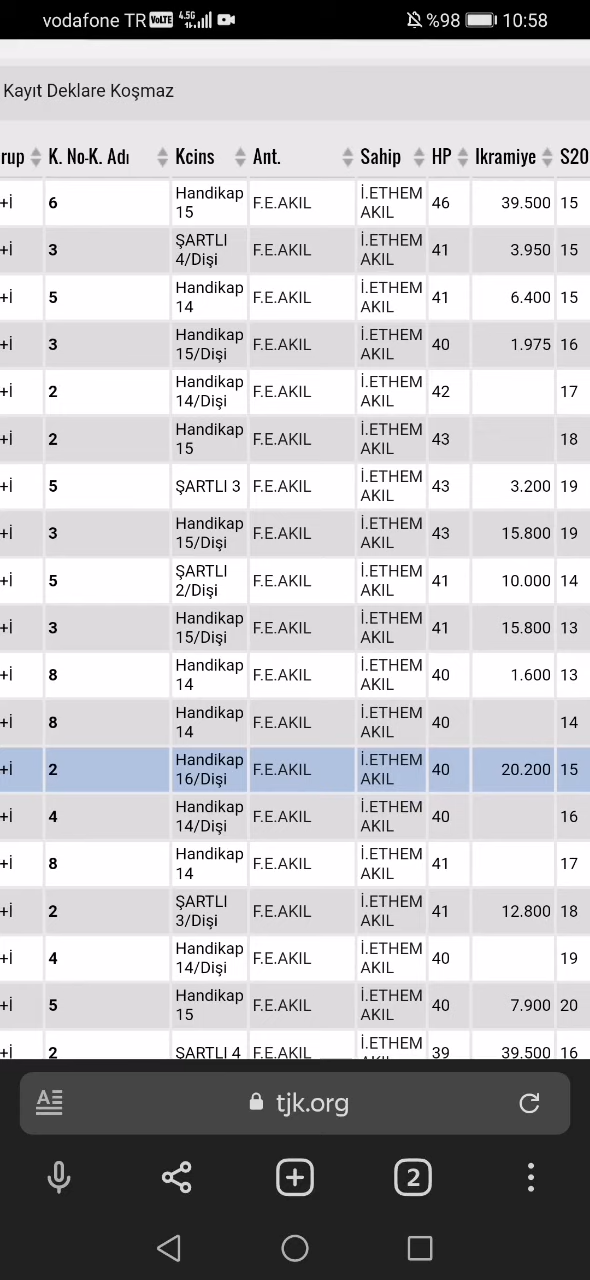 vodafone TR VoLTE 4.5G %98 10:58
Kayıt Deklare Koşmaz
rup K. No-K. Adı Kcins Ant. Sahip HP Ikramiye S20
+İ 6 Handikap 15 F.E.AKIL İ.ETHEM AKIL 46 39.500 15
+İ 3 ŞARTLI 4/Dişi F.E.AKIL İ.ETHEM AKIL 41 3.950 15
+İ 5 Handikap 14 F.E.AKIL İ.ETHEM AKIL 41 6.400 15
+İ 3 Handikap 15/Dişi F.E.AKIL İ.ETHEM AKIL 40 1.975 16
+İ 2 Handikap 14/Dişi F.E.AKIL İ.ETHEM AKIL 42 17
+İ 2 Handikap 15 F.E.AKIL İ.ETHEM AKIL 43 18
+İ 5 ŞARTLI 3 F.E.AKIL İ.ETHEM AKIL 43 3.200 19
+İ 3 Handikap 15/Dişi F.E.AKIL İ.ETHEM AKIL 43 15.800 19
+İ 5 ŞARTLI 2/Dişi F.E.AKIL İ.ETHEM AKIL 41 10.000 14
+İ 3 Handikap 15/Dişi F.E.AKIL İ.ETHEM AKIL 41 15.800 13
+İ 8 Handikap 14 F.E.AKIL İ.ETHEM AKIL 40 1.600 13
+İ 8 Handikap 14 F.E.AKIL İ.ETHEM AKIL 40 14
+İ 2 Handikap 16/Dişi F.E.AKIL İ.ETHEM AKIL 40 20.200 15
+İ 4 Handikap 14/Dişi F.E.AKIL İ.ETHEM AKIL 40 16
+İ 8 Handikap 14 F.E.AKIL İ.ETHEM AKIL 41 17
+İ 2 ŞARTLI 3/Dişi F.E.AKIL İ.ETHEM AKIL 41 12.800 18
+İ 4 Handikap 14/Dişi F.E.AKIL İ.ETHEM AKIL 40 19
+İ 5 Handikap 15 F.E.AKIL İ.ETHEM AKIL 40 7.900 20
+İ 2 ŞARTLI 4 F.E.AKIL İ.ETHEM AKIL 39 39.500 16
tjk.org
2